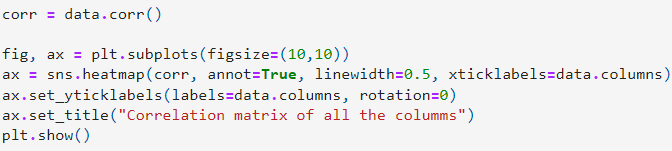 corr = data.corr()
fig, ax = plt.subplots(figsize=(10,10))
ax = sns.heatmap(corr, annot=True, linewidth=0.5, xticklabels=data.columns)
ax.set_yticklabels(labels=data.columns, rotation=0)
ax.set_title("Correlation matrix of all the colums")
plt.show()